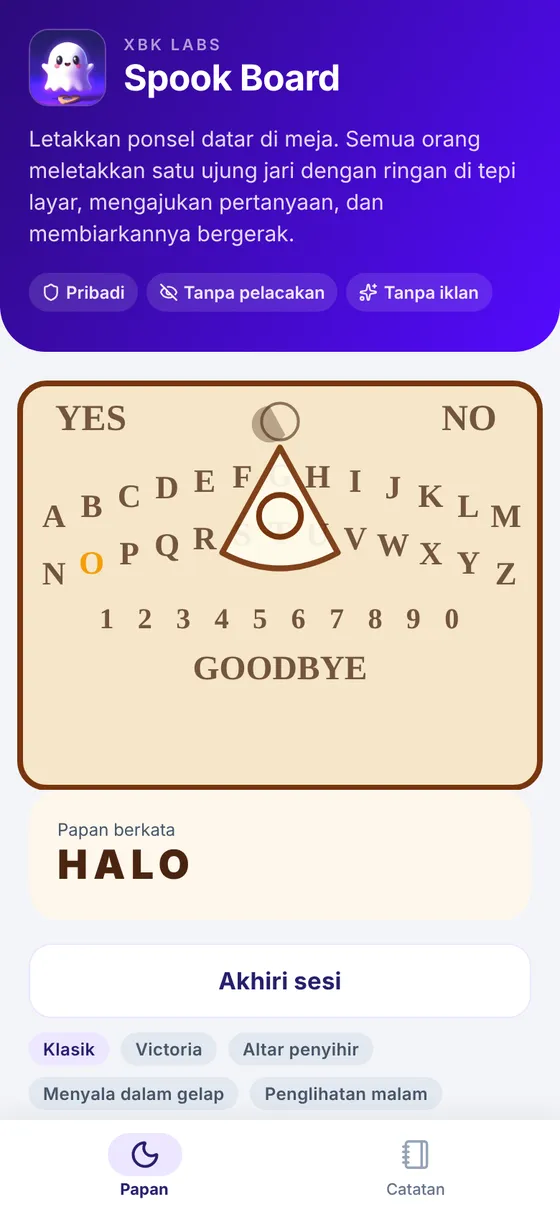 XBK LABS
Spook Board
Letakkan ponsel datar di meja. Semua orang
meletakkan satu ujung jari dengan ringan di tepi
layar, mengajukan pertanyaan, dan
membiarkannya bergerak.
Pribadi Tanpa pelacakan Tanpa iklan
YES NO
A B C D E F G H I J K L M
N O P Q R S T U V W X Y Z
1 2 3 4 5 6 7 8 9 0
GOODBYE
Papan berkata
HALO
Akhiri sesi
Klasik Victoria Altar penyihir
Menyala dalam gelap Penglihatan malam
Papan Catatan